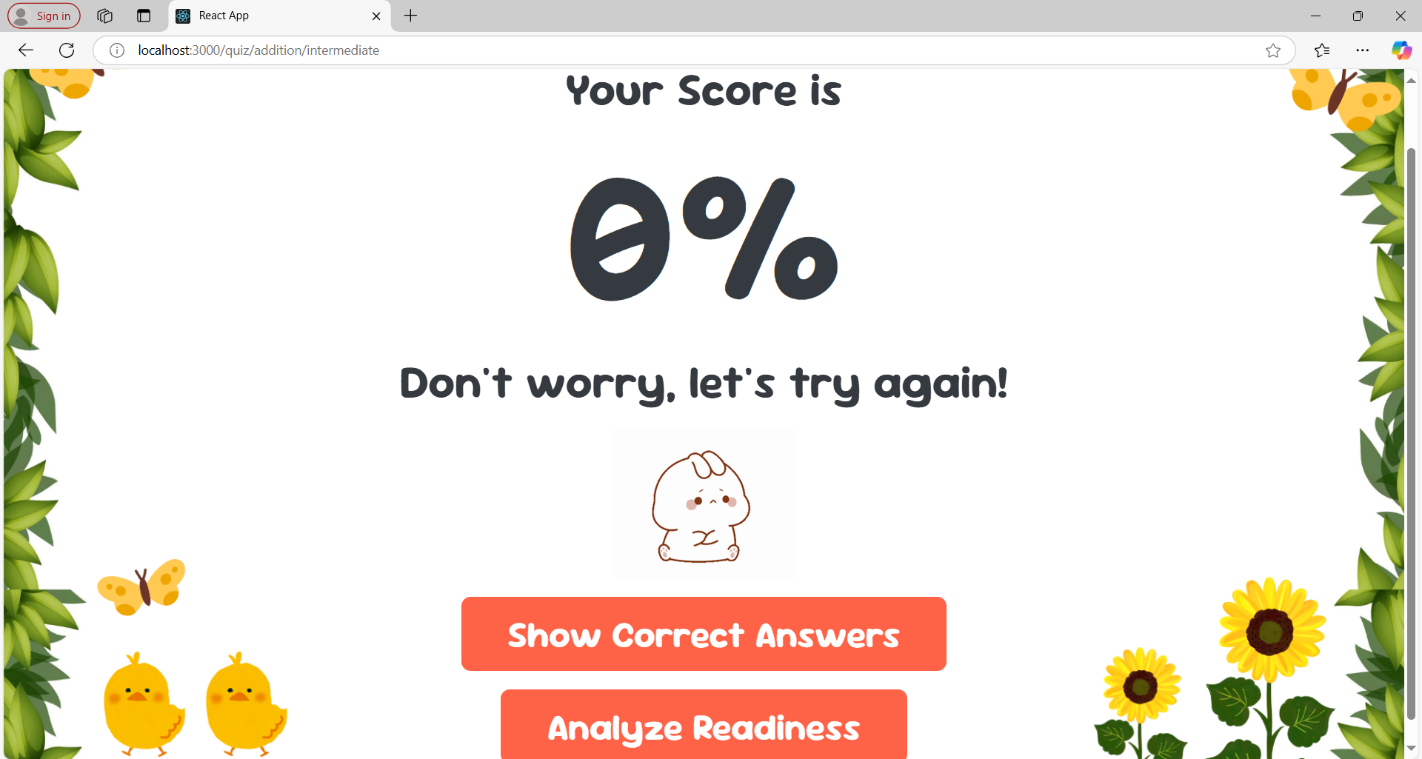 Sign in
React App
localhost:3000/quiz/addition/intermediate
Your Score is
0%
Don't worry, let's try again!
Show Correct Answers
Analyze Readiness